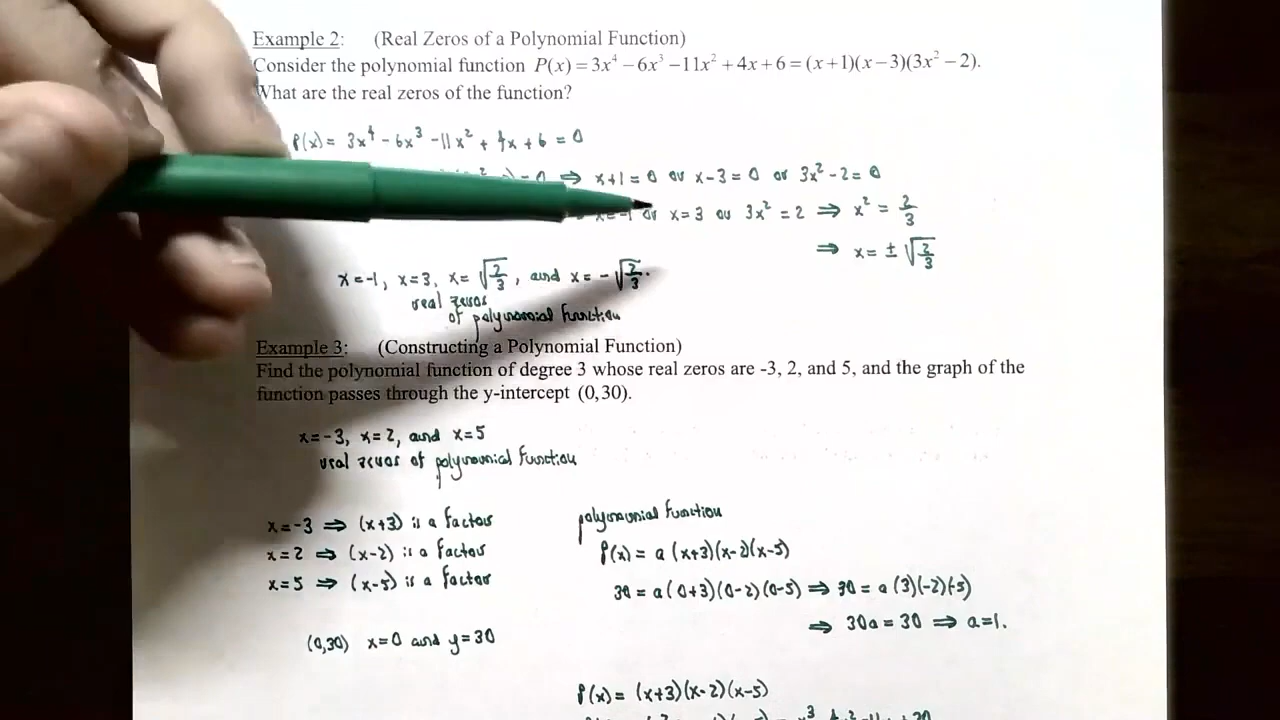 Example 2: (Real Zeros of a Polynomial Function)
Consider the polynomial function P(x) = 3x⁴ − 6x³ − 11x² + 4x + 6 = (x+1)(x−3)(3x² − 2).
What are the real zeros of the function?
P(x) = 3x⁴ - 6x³ - 11x² + 4x + 6 = 0
⇒ x+1 = 0 or x-3 = 0 or 3x² - 2 = 0
x=-1 or x=3 or 3x² = 2 ⇒ x² = 2/3
⇒ x = ± √(2/3)
x=-1, x=3, x= √(2/3), and x= -√(2/3).
real zeros
of polynomial function
Example 3: (Constructing a Polynomial Function)
Find the polynomial function of degree 3 whose real zeros are -3, 2, and 5, and the graph of the
function passes through the y-intercept (0,30).
x=-3, x=2, and x=5
real zeros of polynomial function
x=-3 ⇒ (x+3) is a factor
x=2 ⇒ (x-2) is a factor
x=5 ⇒ (x-5) is a factor
(0,30) x=0 and y=30
polynomial function
P(x) = a (x+3)(x-2)(x-5)
30 = a (0+3)(0-2)(0-5) ⇒ 30 = a (3)(-2)(-5)
⇒ 30a = 30 ⇒ a=1.
P(x) = (x+3)(x-2)(x-5)